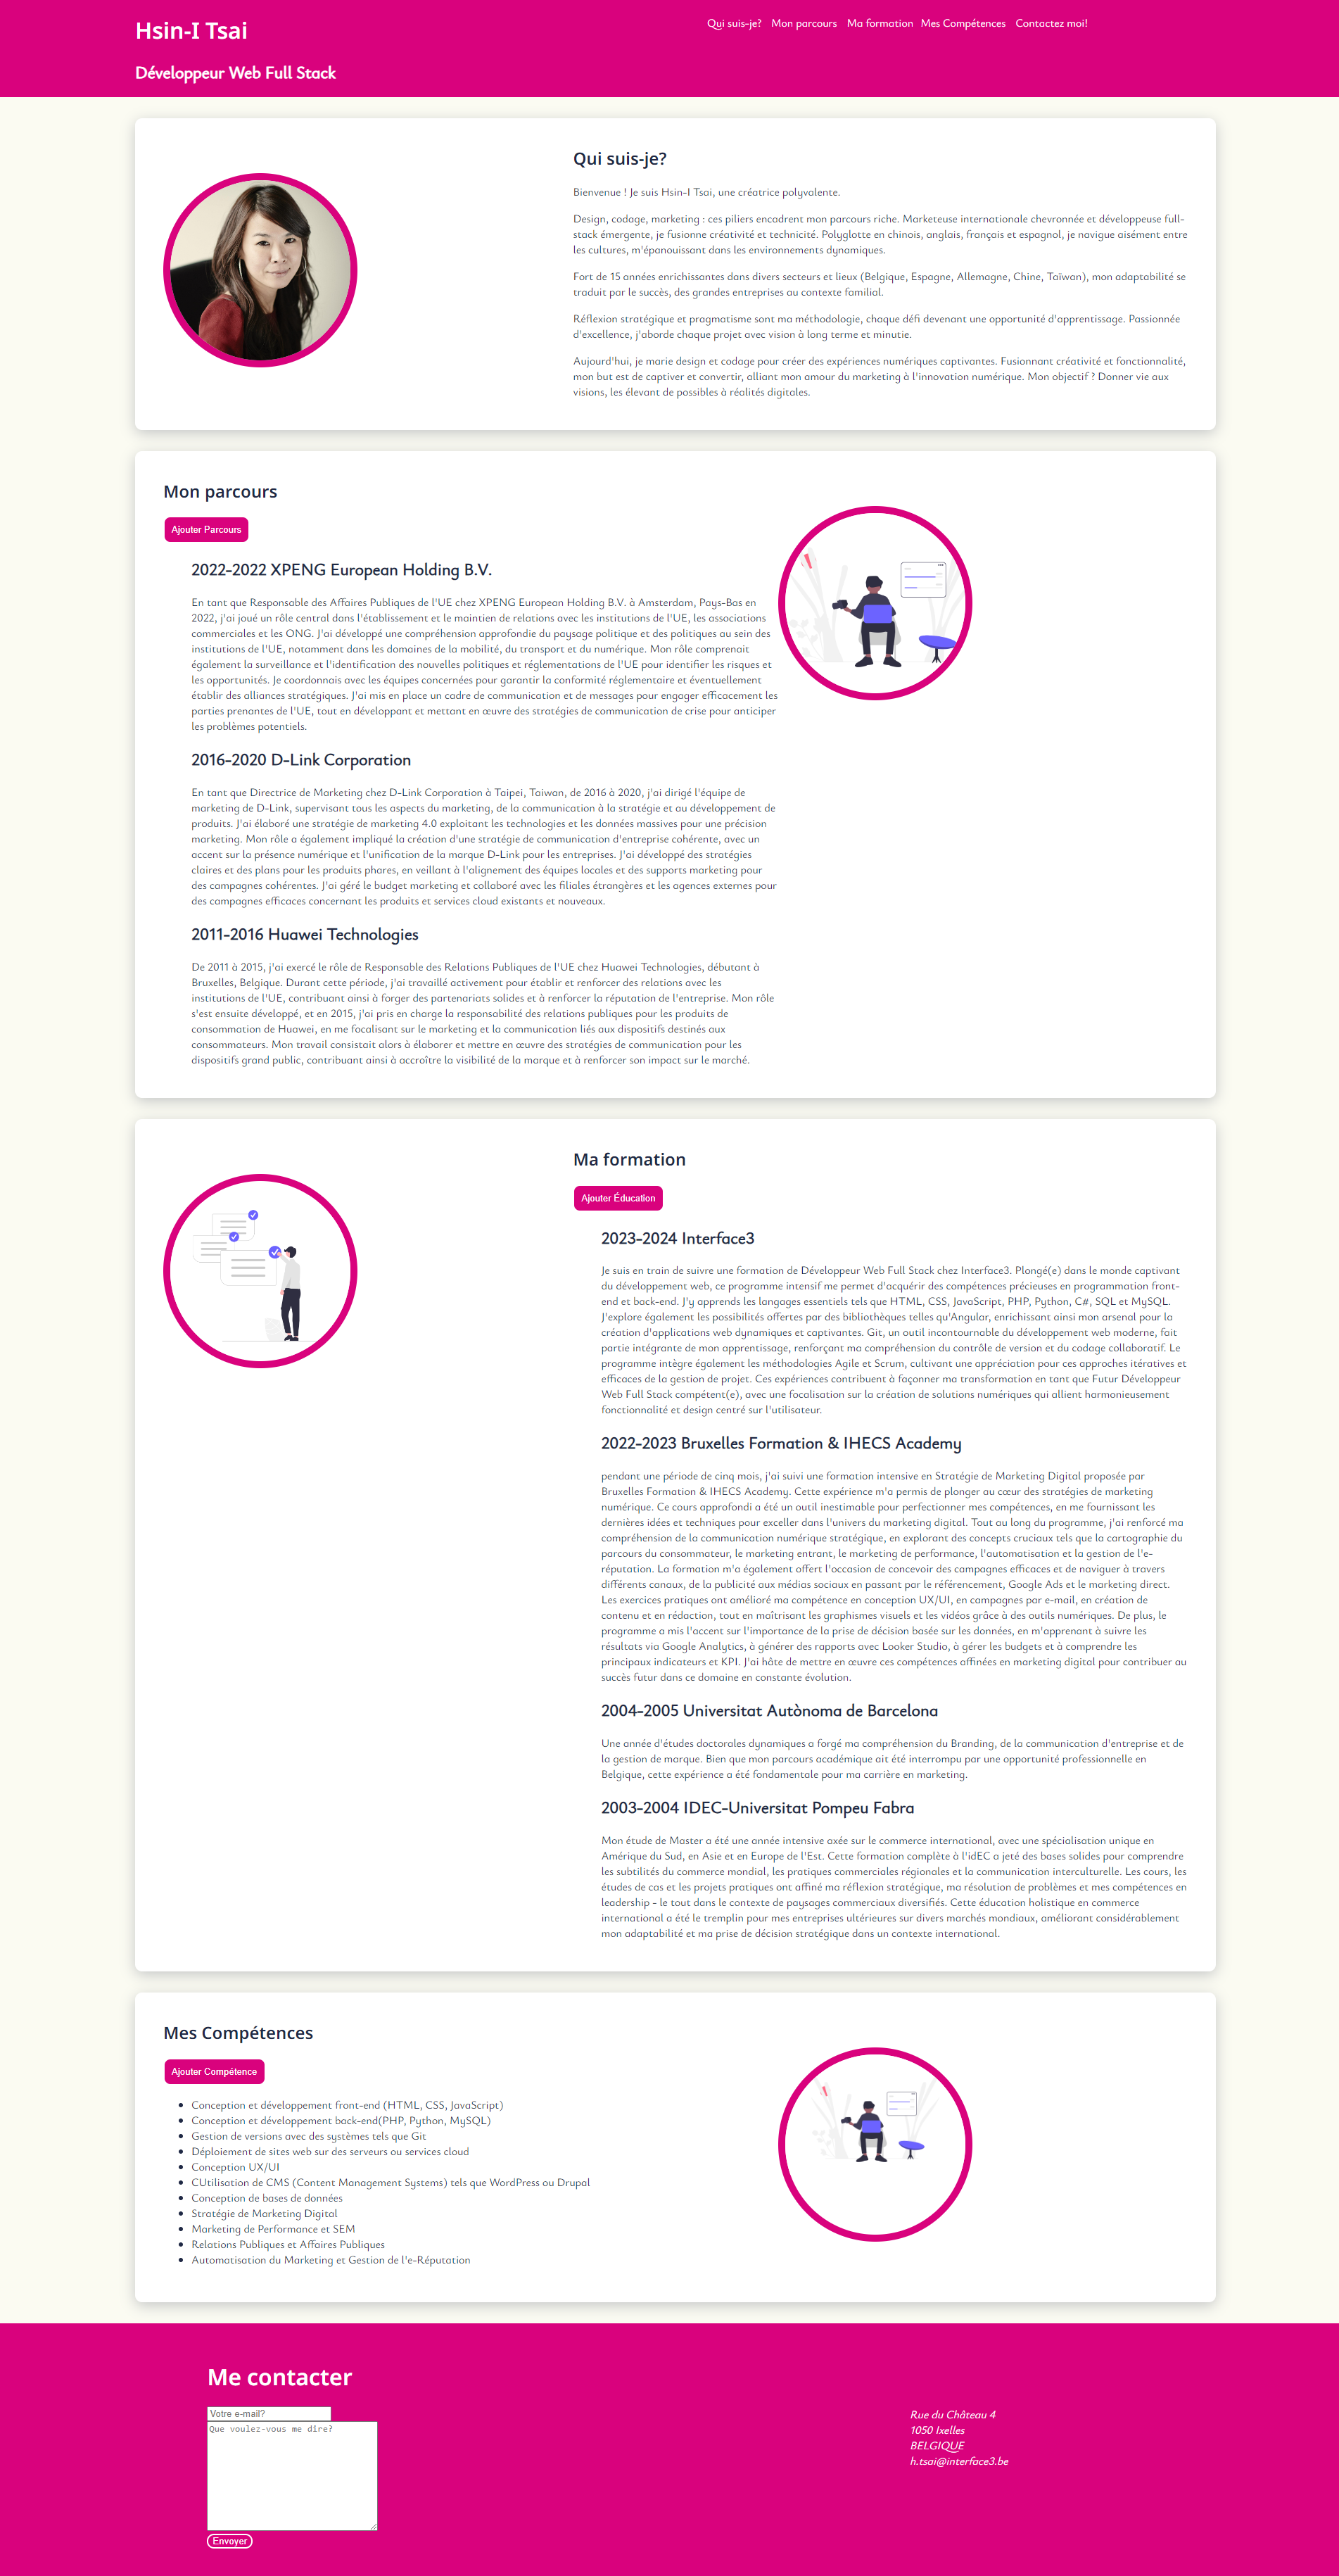 Hsin-I Tsai
Qui suis-je? Mon parcours Ma formation Mes Compétences Contactez moi!
Développeur Web Full Stack
Qui suis-je?
Bienvenue ! Je suis Hsin-I Tsai, une créatrice polyvalente.
Design, codage, marketing : ces piliers encadrent mon parcours riche. Marketeuse internationale chevronnée et développeuse full-
stack émergente, je fusionne créativité et technicité. Polyglotte en chinois, anglais, français et espagnol, je navigue aisément entre
les cultures, m'épanouissant dans les environnements dynamiques.
Fort de 15 années enrichissantes dans divers secteurs et lieux (Belgique, Espagne, Allemagne, Chine, Taïwan), mon adaptabilité se
traduit par le succès, des grandes entreprises au contexte familial.
Réflexion stratégique et pragmatisme sont ma méthodologie, chaque défi devenant une opportunité d'apprentissage. Passionnée
d'excellence, j'aborde chaque projet avec vision à long terme et minutie.
Aujourd'hui, je marie design et codage pour créer des expériences numériques captivantes. Fusionnant créativité et fonctionnalité,
mon but est de captiver et convertir, alliant mon amour du marketing à l'innovation numérique. Mon objectif ? Donner vie aux
visions, les élevant de possibles à réalités digitales.
Mon parcours
Ajouter Parcours
2022-2022 XPENG European Holding B.V.
En tant que Responsable des Affaires Publiques de l'UE chez XPENG European Holding B.V. à Amsterdam, Pays-Bas en
2022, j'ai joué un rôle central dans l'établissement et le maintien de relations avec les institutions de l'UE, les associations
commerciales et les ONG. J'ai développé une compréhension approfondie du paysage politique et des politiques au sein des
institutions de l'UE, notamment dans les domaines de la mobilité, du transport et du numérique. Mon rôle comprenait
également la surveillance et l'identification des nouvelles politiques et réglementations de l'UE pour identifier les risques et
les opportunités. Je coordonnais avec les équipes concernées pour garantir la conformité réglementaire et éventuellement
établir des alliances stratégiques. J'ai mis en place un cadre de communication et de messages pour engager efficacement les
parties prenantes de l'UE, tout en développant et mettant en œuvre des stratégies de communication de crise pour anticiper
les problèmes potentiels.
2016-2020 D-Link Corporation
En tant que Directrice de Marketing chez D-Link Corporation à Taipei, Taiwan, de 2016 à 2020, j'ai dirigé l'équipe de
marketing de D-Link, supervisant tous les aspects du marketing, de la communication à la stratégie et au développement de
produits. J'ai élaboré une stratégie de marketing 4.0 exploitant les technologies et les données massives pour une précision
marketing. Mon rôle a également impliqué la création d'une stratégie de communication d'entreprise cohérente, avec un
accent sur la présence numérique et l'unification de la marque D-Link pour les entreprises. J'ai développé des stratégies
claires et des plans pour les produits phares, en veillant à l'alignement des équipes locales et des supports marketing pour
des campagnes cohérentes. J'ai géré le budget marketing et collaboré avec les filiales étrangères et les agences externes pour
des campagnes efficaces concernant les produits et services cloud existants et nouveaux.
2011-2016 Huawei Technologies
De 2011 à 2015, j'ai exercé le rôle de Responsable des Relations Publiques de l'UE chez Huawei Technologies, débutant à
Bruxelles, Belgique. Durant cette période, j'ai travaillé activement pour établir et renforcer des relations avec les
institutions de l'UE, contribuant ainsi à forger des partenariats solides et à renforcer la réputation de l'entreprise. Mon rôle
s'est ensuite développé, et en 2015, j'ai pris en charge la responsabilité des relations publiques pour les produits de
consommation de Huawei, en me focalisant sur le marketing et la communication liés aux dispositifs destinés aux
consommateurs. Mon travail consistait alors à élaborer et mettre en œuvre des stratégies de communication pour les
dispositifs grand public, contribuant ainsi à accroître la visibilité de la marque et à renforcer son impact sur le marché.
Ma formation
Ajouter Éducation
2023-2024 Interface3
Je suis en train de suivre une formation de Développeur Web Full Stack chez Interface3. Plongé(e) dans le monde captivant
du développement web, ce programme intensif me permet d'acquérir des compétences précieuses en programmation front-
end et back-end. J'y apprends les langages essentiels tels que HTML, CSS, JavaScript, PHP, Python, C#, SQL et MySQL.
J'explore également les possibilités offertes par des bibliothèques telles qu'Angular, enrichissant ainsi mon arsenal pour la
création d'applications web dynamiques et captivantes. Git, un outil incontournable du développement web moderne, fait
partie intégrante de mon apprentissage, renforçant ma compréhension du contrôle de version et du codage collaboratif. Le
programme intègre également les méthodologies Agile et Scrum, cultivant une appréciation pour ces approches itératives et
efficaces de la gestion de projet. Ces expériences contribuent à façonner ma transformation en tant que Futur Développeur
Web Full Stack compétent(e), avec une focalisation sur la création de solutions numériques qui allient harmonieusement
fonctionnalité et design centré sur l'utilisateur.
2022-2023 Bruxelles Formation & IHECS Academy
pendant une période de cinq mois, j'ai suivi une formation intensive en Stratégie de Marketing Digital proposée par
Bruxelles Formation & IHECS Academy. Cette expérience m'a permis de plonger au cœur des stratégies de marketing
numérique. Ce cours approfondi a été un outil inestimable pour perfectionner mes compétences, en me fournissant les
dernières idées et techniques pour exceller dans l'univers du marketing digital. Tout au long du programme, j'ai renforcé ma
compréhension de la communication numérique stratégique, en explorant des concepts cruciaux tels que la cartographie du
parcours du consommateur, le marketing entrant, le marketing de performance, l'automatisation et la gestion de l'e-
réputation. La formation m'a également offert l'occasion de concevoir des campagnes efficaces et de naviguer à travers
différents canaux, de la publicité aux médias sociaux en passant par le référencement, Google Ads et le marketing direct.
Les exercices pratiques ont amélioré ma compétence en conception UX/UI, en campagnes par e-mail, en création de
contenu et en rédaction, tout en maîtrisant les graphismes visuels et les vidéos grâce à des outils numériques. De plus, le
programme a mis l'accent sur l'importance de la prise de décision basée sur les données, en m'apprenant à suivre les
résultats via Google Analytics, à générer des rapports avec Looker Studio, à gérer les budgets et à comprendre les
principaux indicateurs et KPI. J'ai hâte de mettre en œuvre ces compétences affinées en marketing digital pour contribuer au
succès futur dans ce domaine en constante évolution.
2004-2005 Universitat Autònoma de Barcelona
Une année d'études doctorales dynamiques a forgé ma compréhension du Branding, de la communication d'entreprise et de
la gestion de marque. Bien que mon parcours académique ait été interrompu par une opportunité professionnelle en
Belgique, cette expérience a été fondamentale pour ma carrière en marketing.
2003-2004 IDEC-Universitat Pompeu Fabra
Mon étude de Master a été une année intensive axée sur le commerce international, avec une spécialisation unique en
Amérique du Sud, en Asie et en Europe de l'Est. Cette formation complète à l'idEC a jeté des bases solides pour comprendre
les subtilités du commerce mondial, les pratiques commerciales régionales et la communication interculturelle. Les cours, les
études de cas et les projets pratiques ont affiné ma réflexion stratégique, ma résolution de problèmes et mes compétences en
leadership - le tout dans le contexte de paysages commerciaux diversifiés. Cette éducation holistique en commerce
international a été le tremplin pour mes entreprises ultérieures sur divers marchés mondiaux, améliorant considérablement
mon adaptabilité et ma prise de décision stratégique dans un contexte international.
Mes Compétences
Ajouter Compétence
Conception et développement front-end (HTML, CSS, JavaScript)
Conception et développement back-end(PHP, Python, MySQL)
Gestion de versions avec des systèmes tels que Git
Déploiement de sites web sur des serveurs ou services cloud
Conception UX/UI
CUtilisation de CMS (Content Management Systems) tels que WordPress ou Drupal
Conception de bases de données
Stratégie de Marketing Digital
Marketing de Performance et SEM
Relations Publiques et Affaires Publiques
Automatisation du Marketing et Gestion de l'e-Réputation
Me contacter
Votre e-mail?
Que voulez-vous me dire?
Envoyer
Rue du Château 4
1050 Ixelles
BELGIQUE
h.tsai@interface3.be